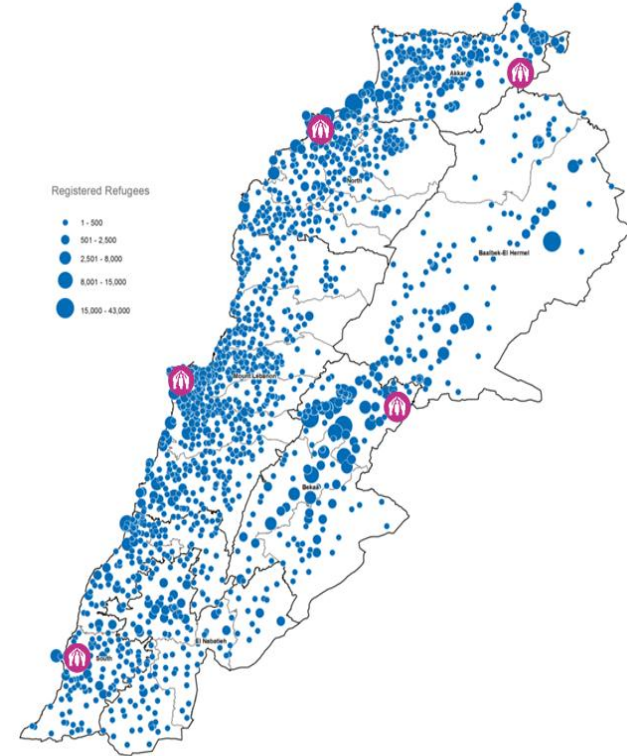 Akkar
North
Registered Refugees
1 - 500
501 - 2,500
2,501 - 8,000
8,001 - 15,000
15,000 - 43,000
Baalbek-El Hermel
Mount Lebanon
Bekaa
El Nabatieh
South